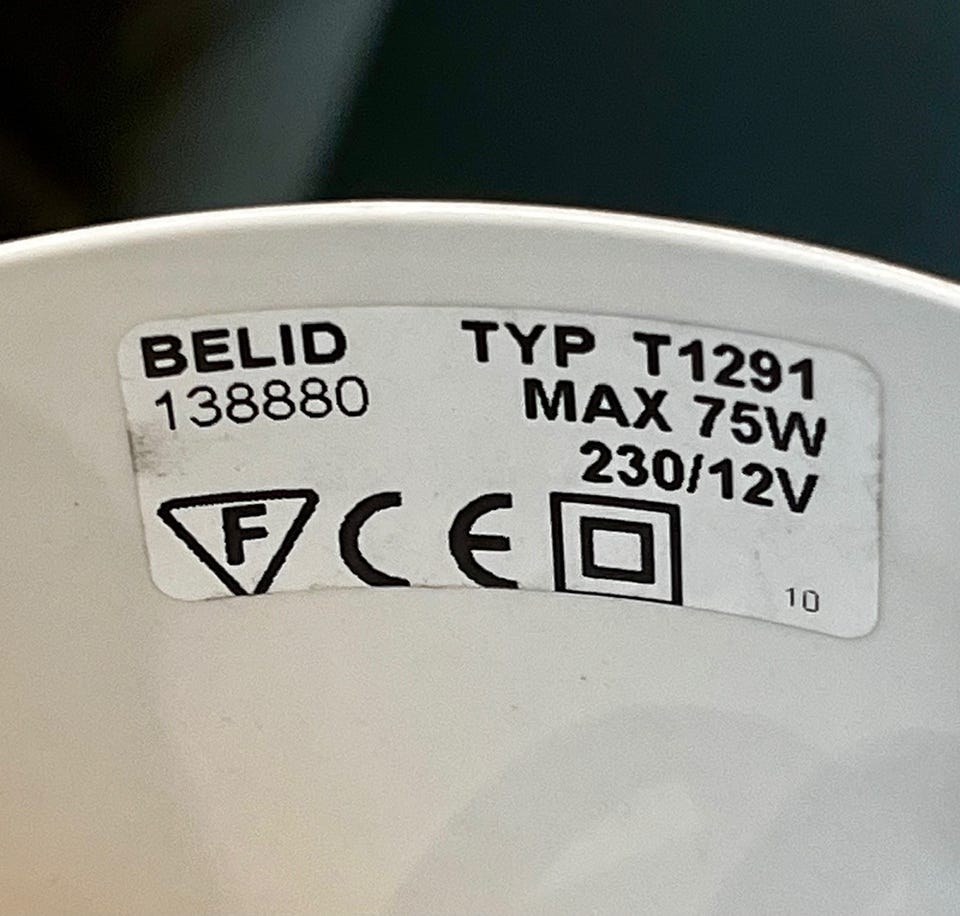 BELID
138880
TYP T1291
MAX 75W
230/12V
F CE
10